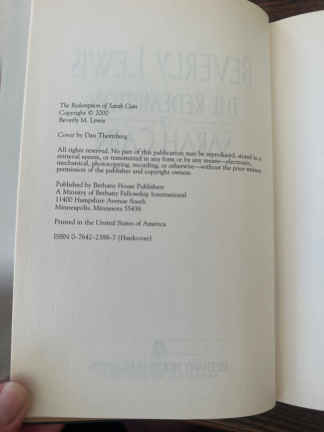 The Redemption of Sarah Cain
Copyright © 2000
Beverly M. Lewis
Cover by Dan Thornberg
All rights reserved. No part of this publication may be reproduced, stored in a
retrieval system, or transmitted in any form or by any means—electronic,
mechanical, photocopying, recording, or otherwise—without the prior written
permission of the publisher and copyright owners.
Published by Bethany House Publishers
A Ministry of Bethany Fellowship International
11400 Hampshire Avenue South
Minneapolis, Minnesota 55438
Printed in the United States of America
ISBN 0-7642-2388-7 (Hardcover)